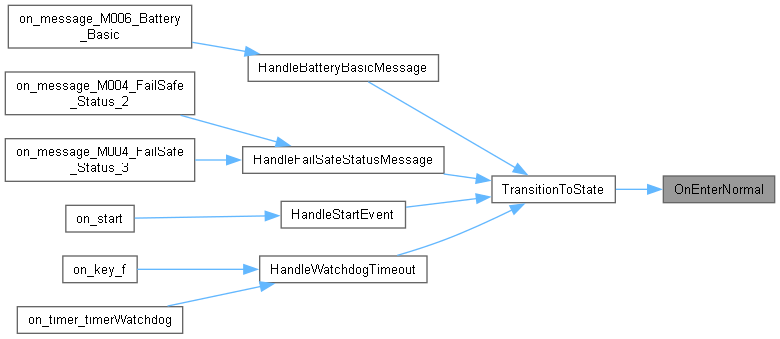 on_message_M006_Battery
_Basic
HandleBatteryBasicMessage
on_message_M004_FailSafe
_Status_2
on_message_M004_FailSafe
_Status_3
HandleFailSafeStatusMessage
TransitionToState
OnEnterNormal
on_start
HandleStartEvent
on_key_f
HandleWatchdogTimeout
on_timer_timerWatchdog